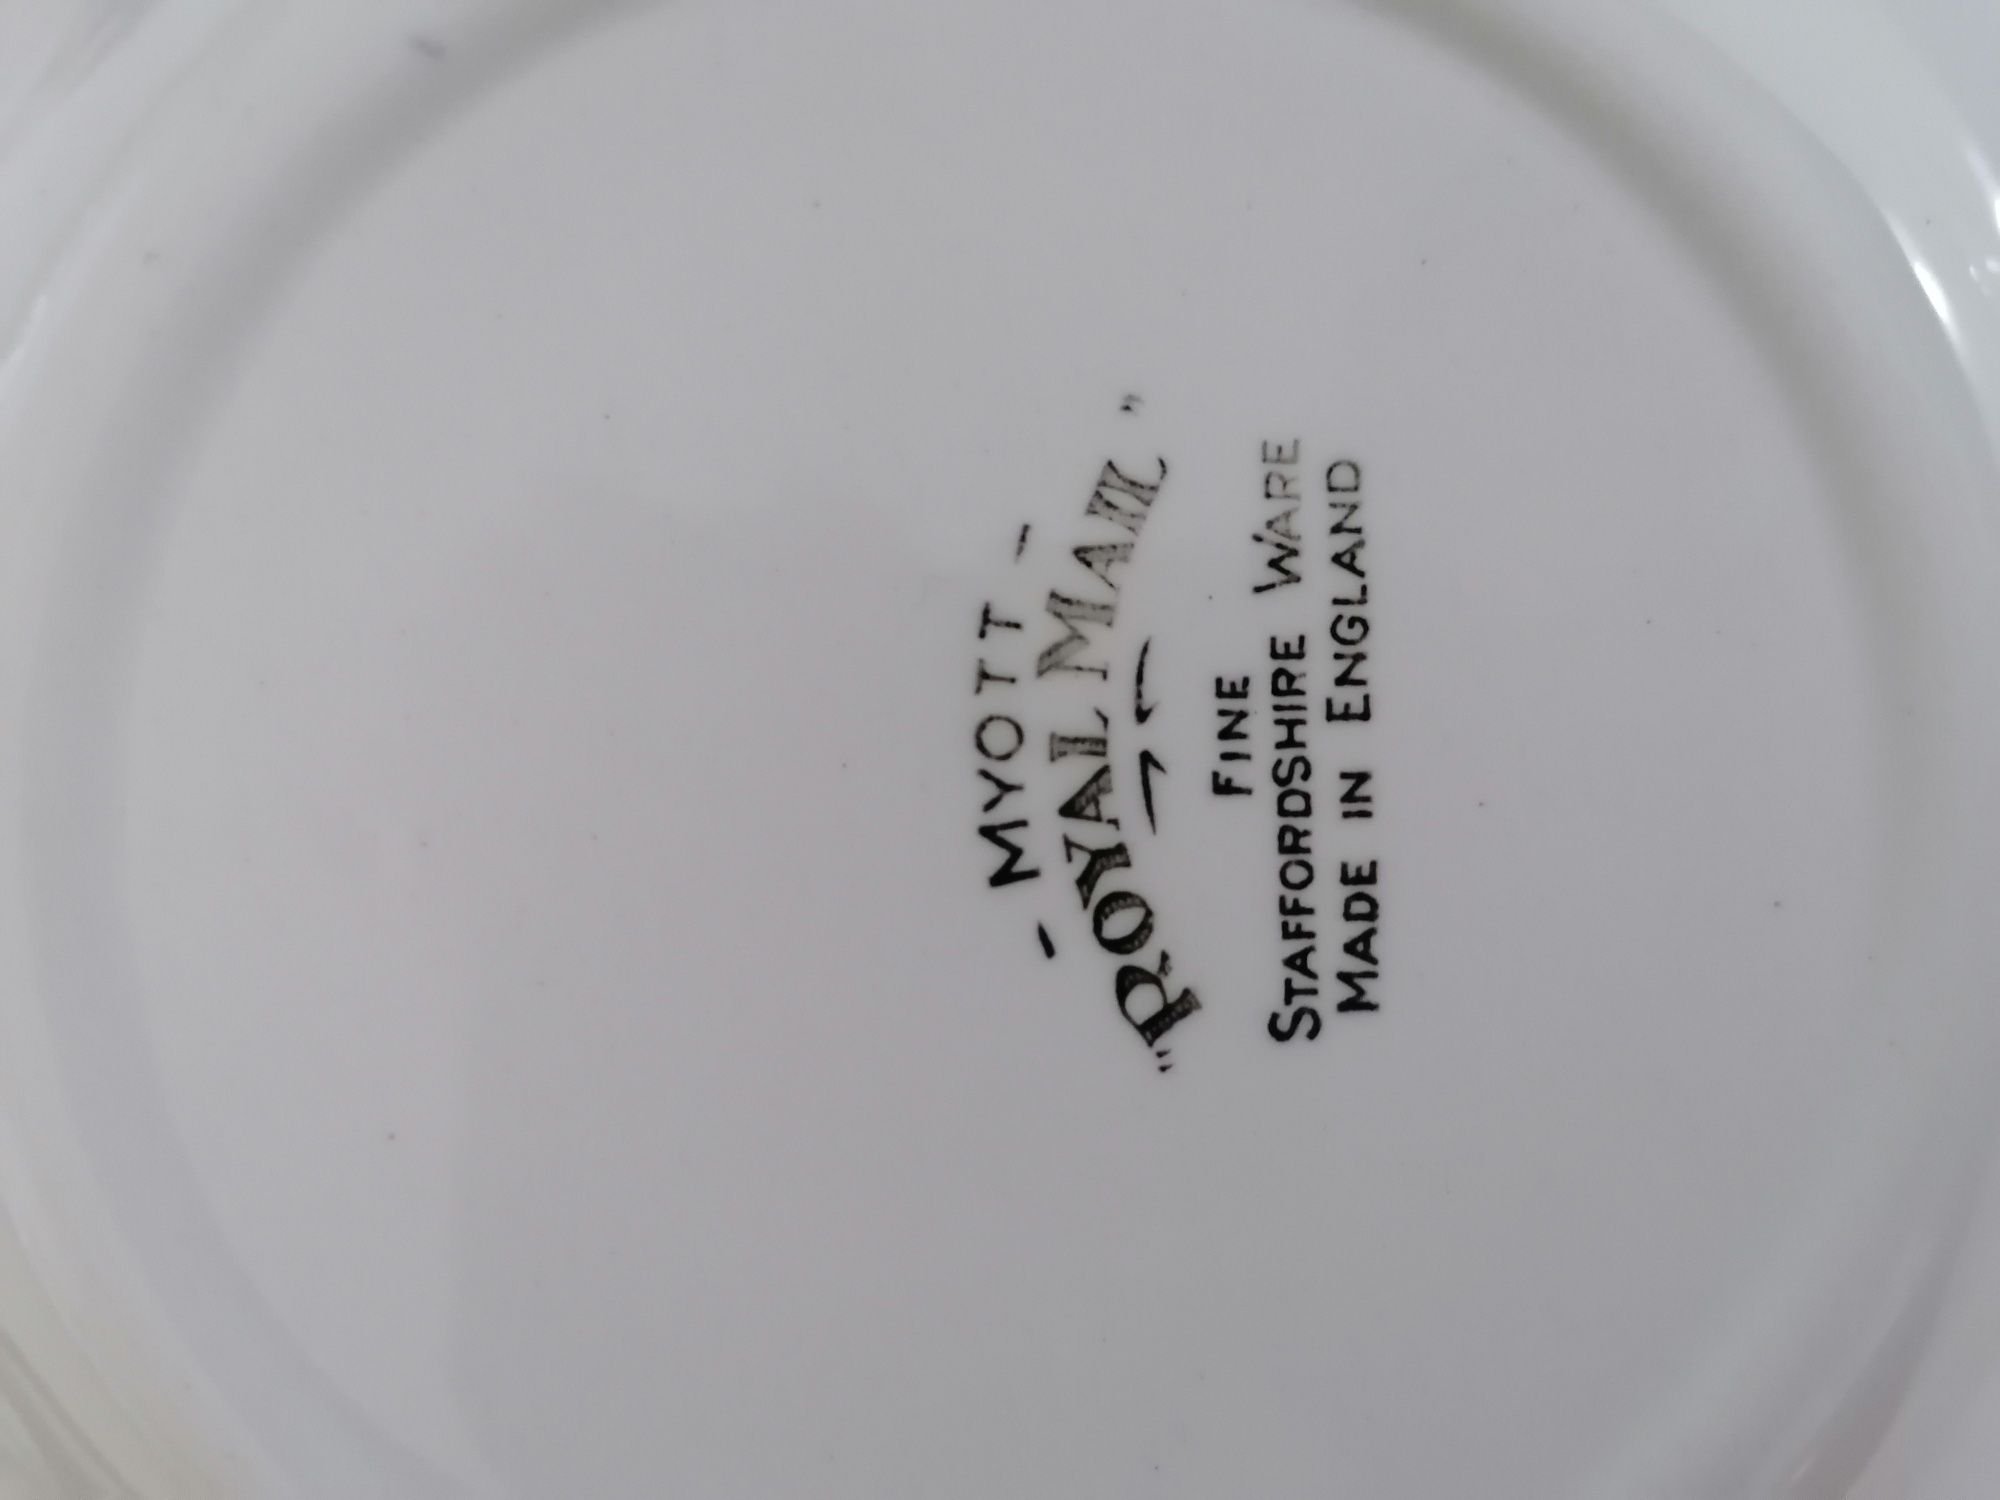 - MYOTT -
"ROYAL MAIL"
FINE
STAFFORDSHIRE WARE
MADE IN ENGLAND